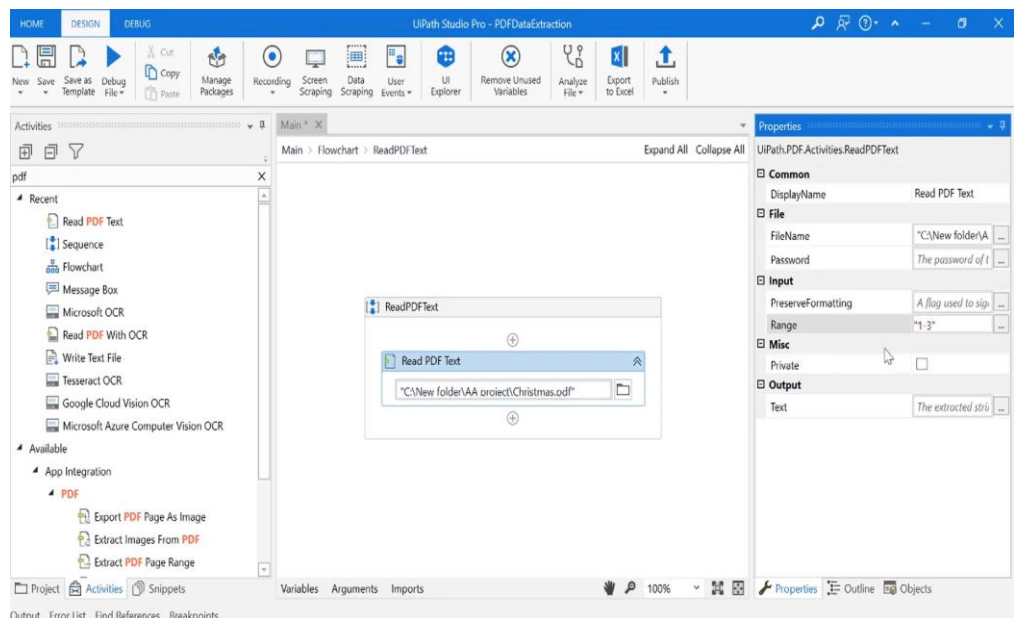 HOME DESIGN DEBUG UiPath Studio Pro - PDFDataExtraction
New Save Save as Template Debug File Cut Copy Paste Manage Packages Recording Screen Scraping Data Scraping User Events UI Explorer Remove Unused Variables Analyze File Export to Excel Publish
Activities
pdf
Recent
Read PDF Text
Sequence
Flowchart
Message Box
Microsoft OCR
Read PDF With OCR
Write Text File
Tesseract OCR
Google Cloud Vision OCR
Microsoft Azure Computer Vision OCR
Available
App Integration
PDF
Export PDF Page As Image
Extract Images From PDF
Extract PDF Page Range
Project Activities Snippets
Main *
Main > Flowchart > ReadPDFText Expand All Collapse All
ReadPDFText
Read PDF Text
"C:\New folder\AA project\Christmas.pdf"
Variables Arguments Imports 100%
Properties
UiPath.PDF.Activities.ReadPDFText
Common
DisplayName Read PDF Text
File
FileName "C:\New folder\A ...
Password The password of t ...
Input
PreserveFormatting A flag used to sig ...
Range "1-3" ...
Misc
Private
Output
Text The extracted stri ...
Properties Outline Objects
Output Error List Find References Breakpoints